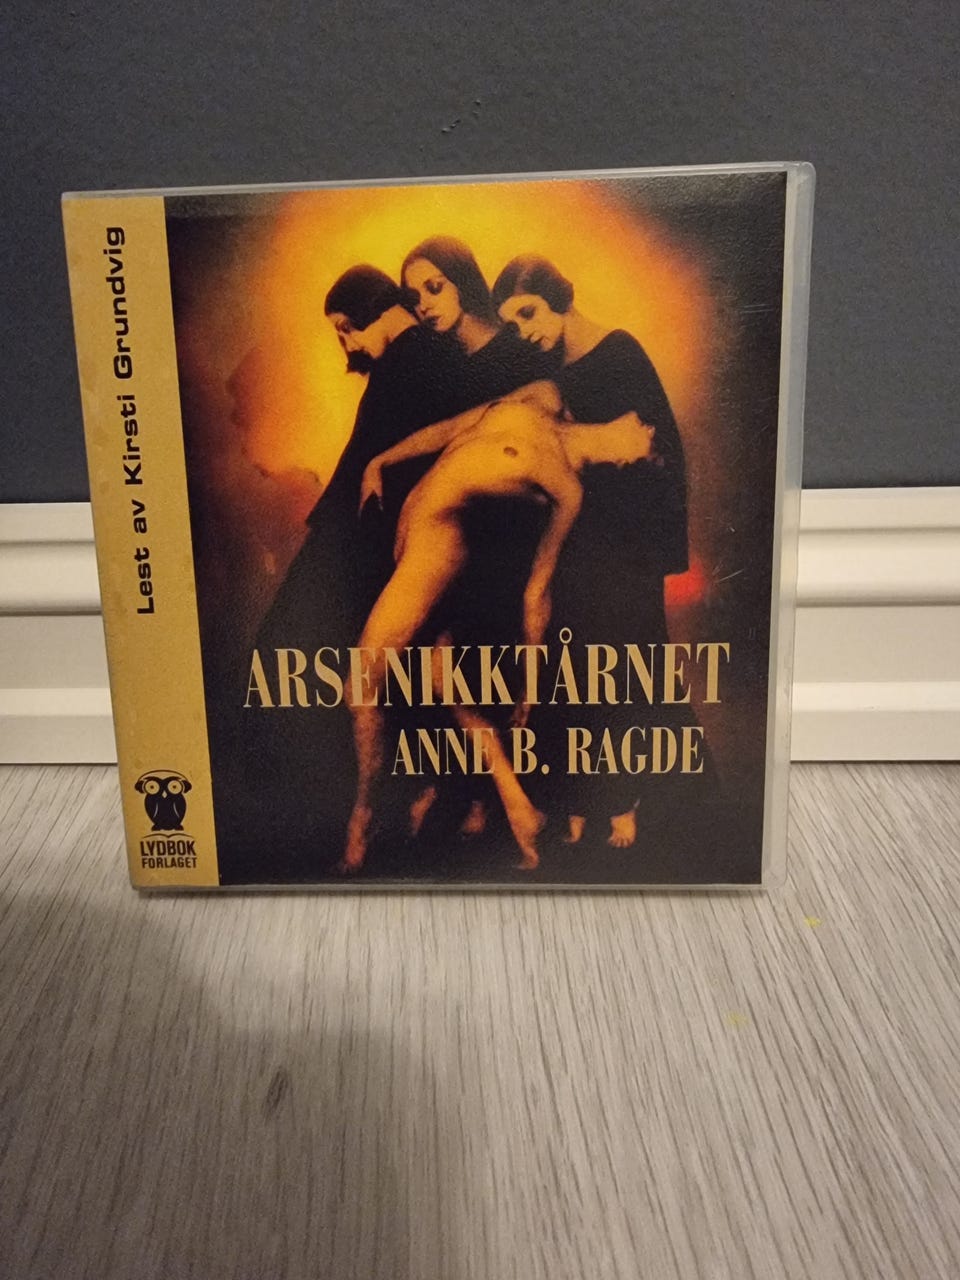 Lest av Kirsti Grundvig
ARSENIKKTÅRNET
ANNE B. RAGDE
LYDBOK
FORLAGET